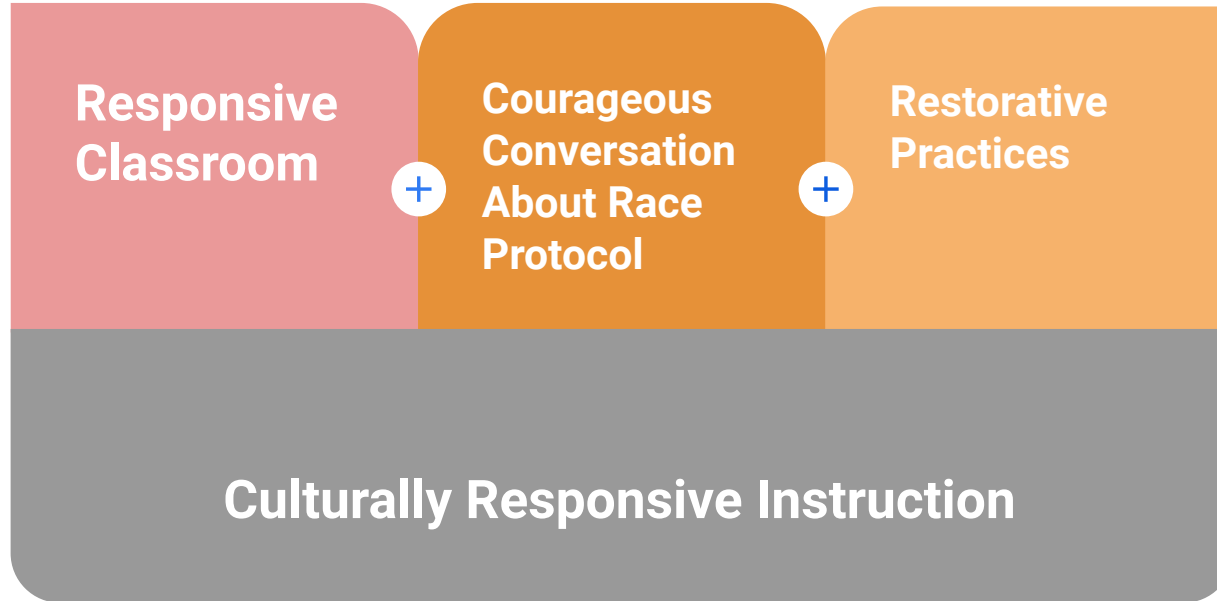 Responsive
Classroom
+
Courageous
Conversation
About Race
Protocol
+
Restorative
Practices
Culturally Responsive Instruction